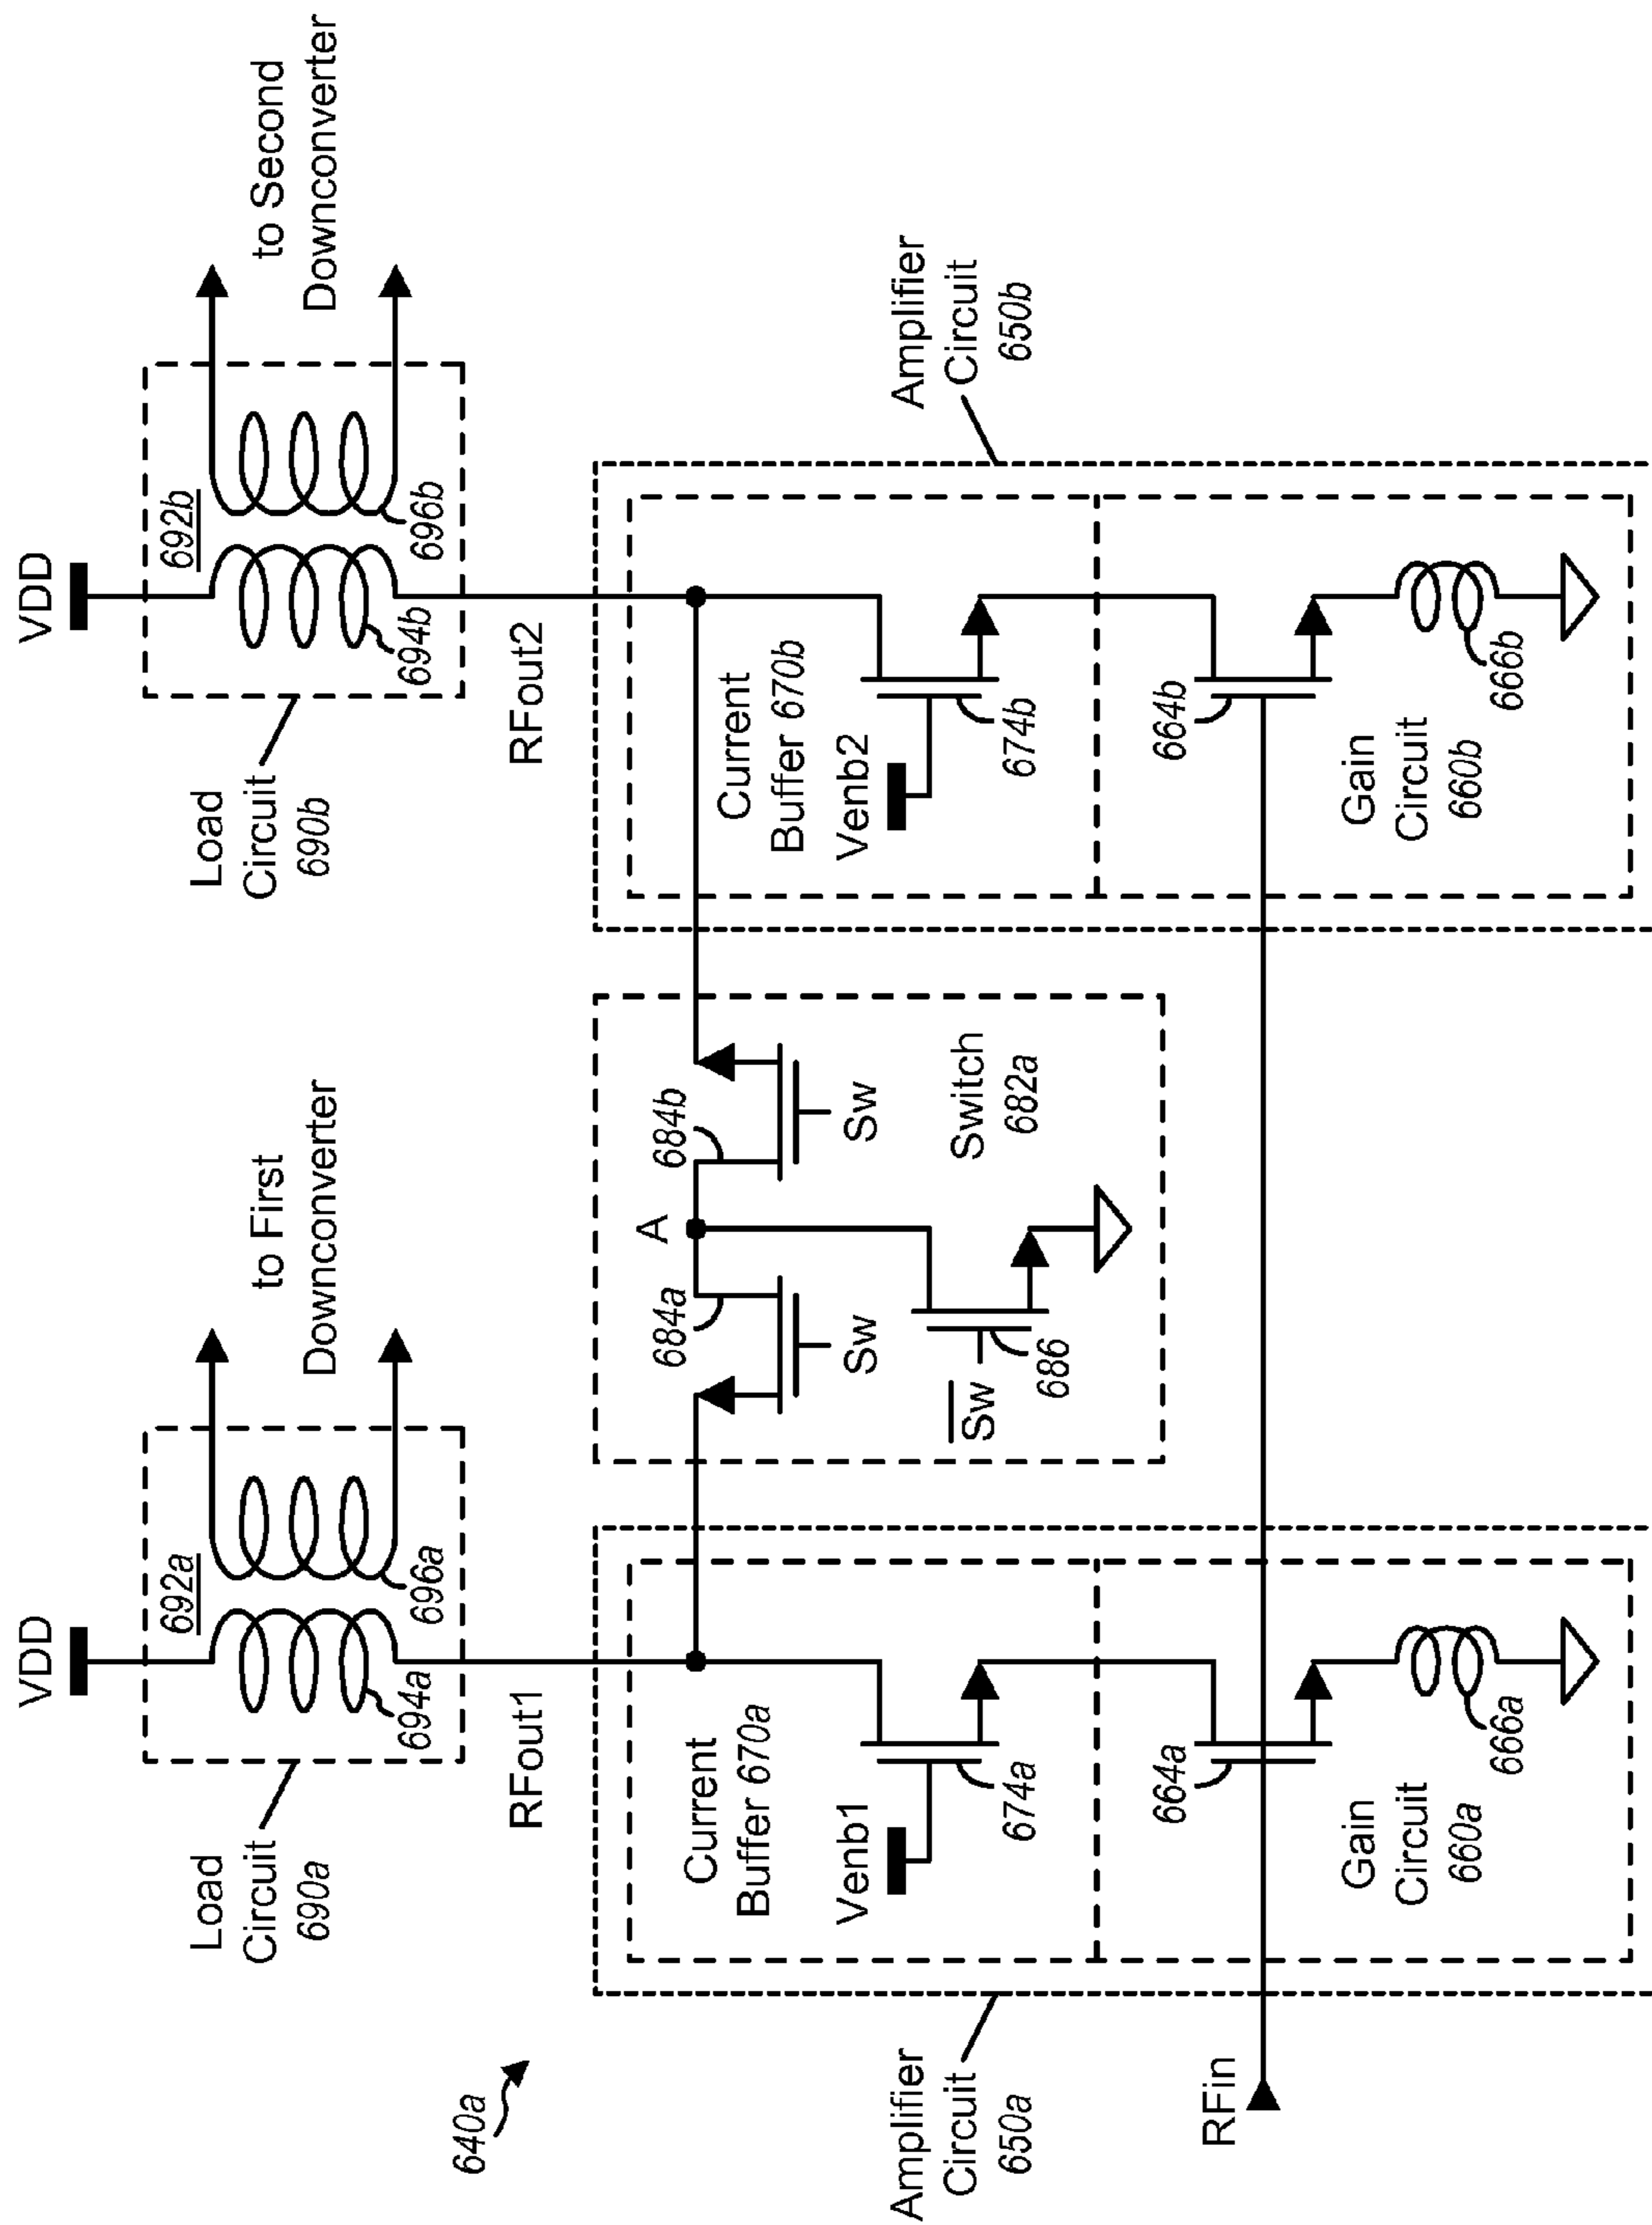 640a
VDD
VDD
Load
Circuit
690a
692a
694a
696a
to First
Downconverter
Load
Circuit
690b
692b
694b
696b
to Second
Downconverter
RFout1
RFout2
Amplifier
Circuit
650a
Current
Buffer 670a
Venb1
674a
684a
A
684b
Sw
Sw
S̅w̅
686
Switch
682a
Current
Buffer 670b
Venb2
674b
Amplifier
Circuit
650b
RFin
664a
Gain
Circuit
660a
666a
664b
Gain
Circuit
660b
666b